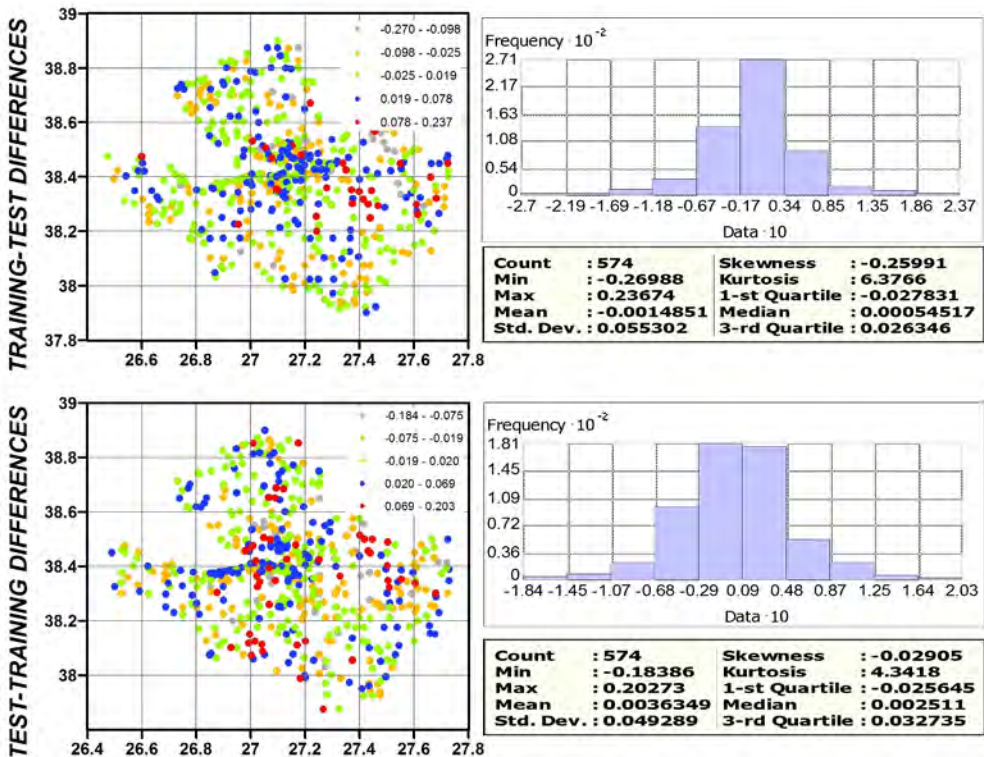 TRAINING-TEST DIFFERENCES
39
38.8
38.6
38.4
38.2
38
37.8
26.6 26.8 27 27.2 27.4 27.6 27.8
-0.270 - -0.098
-0.098 - -0.025
-0.025 - 0.019
0.019 - 0.078
0.078 - 0.237
Frequency · 10⁻²
2.71
2.17
1.63
1.08
0.54
0
-2.7 -2.19 -1.69 -1.18 -0.67 -0.17 0.34 0.85 1.35 1.86 2.37
Data · 10
Count : 574 Skewness : -0.25991
Min : -0.26988 Kurtosis : 6.3766
Max : 0.23674 1-st Quartile : -0.027831
Mean : -0.0014851 Median : 0.00054517
Std. Dev. : 0.055302 3-rd Quartile : 0.026346
TEST-TRAINING DIFFERENCES
39
38.8
38.6
38.4
38.2
38
26.4 26.6 26.8 27 27.2 27.4 27.6 27.8
-0.184 - -0.075
-0.075 - -0.019
-0.019 - 0.020
0.020 - 0.069
0.069 - 0.203
Frequency · 10⁻²
1.81
1.45
1.09
0.72
0.36
0
-1.84 -1.45 -1.07 -0.68 -0.29 0.09 0.48 0.87 1.25 1.64 2.03
Data · 10
Count : 574 Skewness : -0.02905
Min : -0.18386 Kurtosis : 4.3418
Max : 0.20273 1-st Quartile : -0.025645
Mean : 0.0036349 Median : 0.002511
Std. Dev. : 0.049289 3-rd Quartile : 0.032735